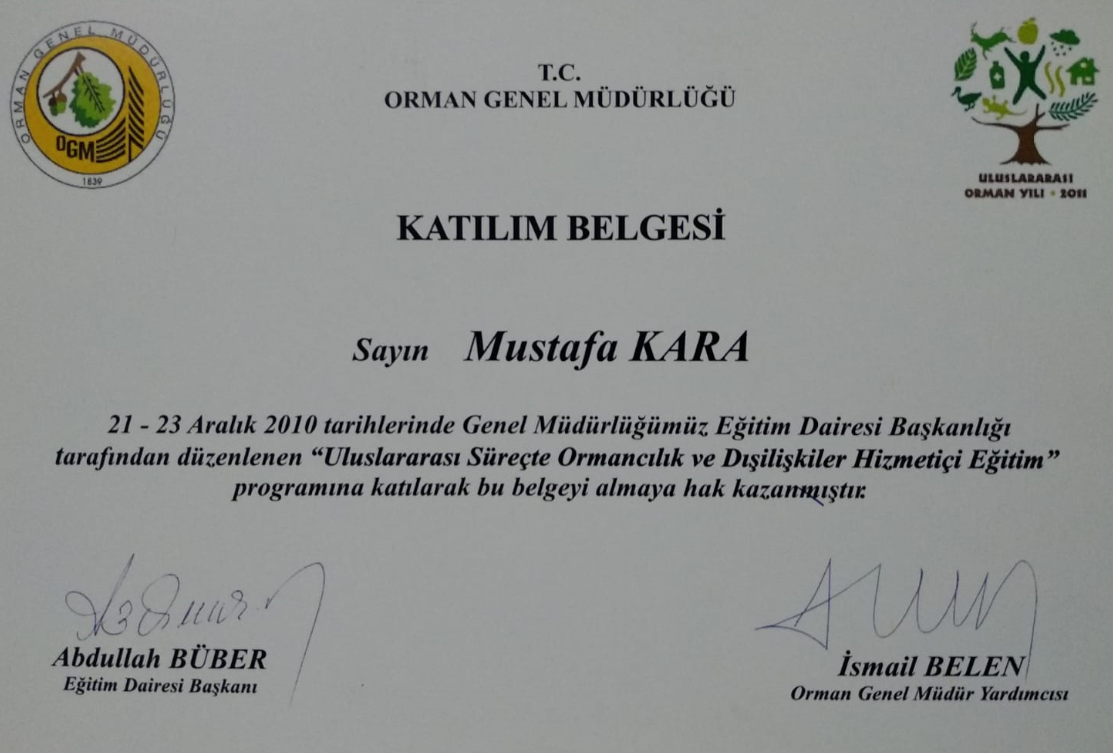 ORMAN GENEL MÜDÜRLÜĞÜ
OGM
1839
T.C.
ORMAN GENEL MÜDÜRLÜĞÜ
ULUSLARARASI
ORMAN YILI • 2011
KATILIM BELGESİ
Sayın Mustafa KARA
21 - 23 Aralık 2010 tarihlerinde Genel Müdürlüğümüz Eğitim Dairesi Başkanlığı
tarafından düzenlenen “Uluslararası Süreçte Ormancılık ve Dışilişkiler Hizmetiçi Eğitim”
programına katılarak bu belgeyi almaya hak kazanmıştır.
Abdullah BÜBER
Eğitim Dairesi Başkanı
İsmail BELEN
Orman Genel Müdür Yardımcısı